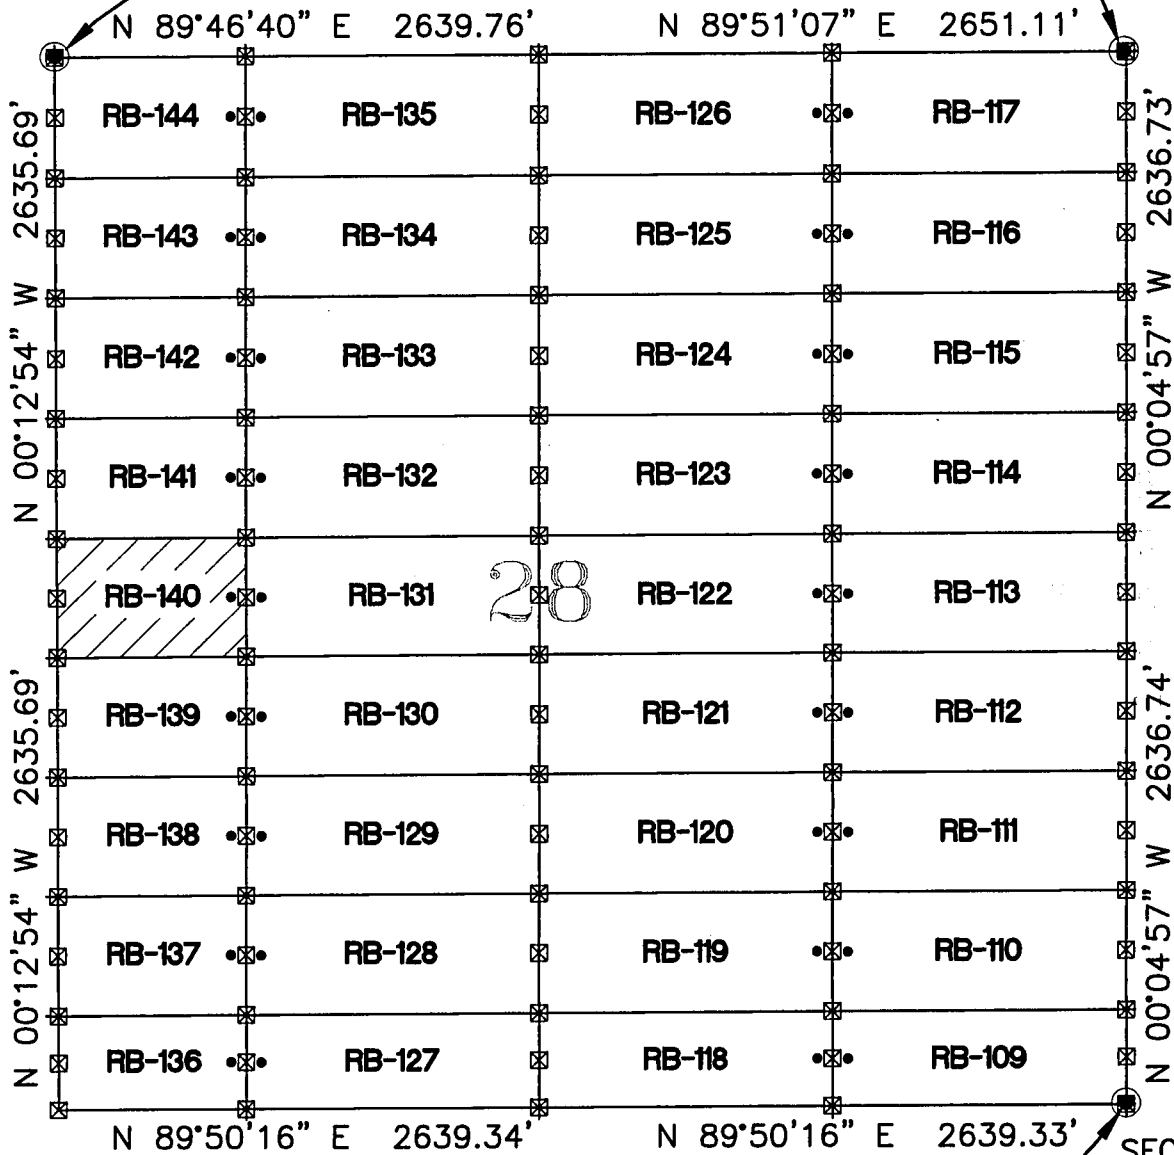 N 89°46'40" E 2639.76' N 89°51'07" E 2651.11'
N 00°12'54" W 2635.69'
N 00°04'57" W 2636.73'
RB-144 RB-135 RB-126 RB-117
RB-143 RB-134 RB-125 RB-116
RB-142 RB-133 RB-124 RB-115
RB-141 RB-132 RB-123 RB-114
RB-140 RB-131 28 RB-122 RB-113
RB-139 RB-130 RB-121 RB-112
RB-138 RB-129 RB-120 RB-111
RB-137 RB-128 RB-119 RB-110
RB-136 RB-127 RB-118 RB-109
N 00°12'54" W 2635.69'
N 00°04'57" W 2636.74'
N 89°50'16" E 2639.34' N 89°50'16" E 2639.33'